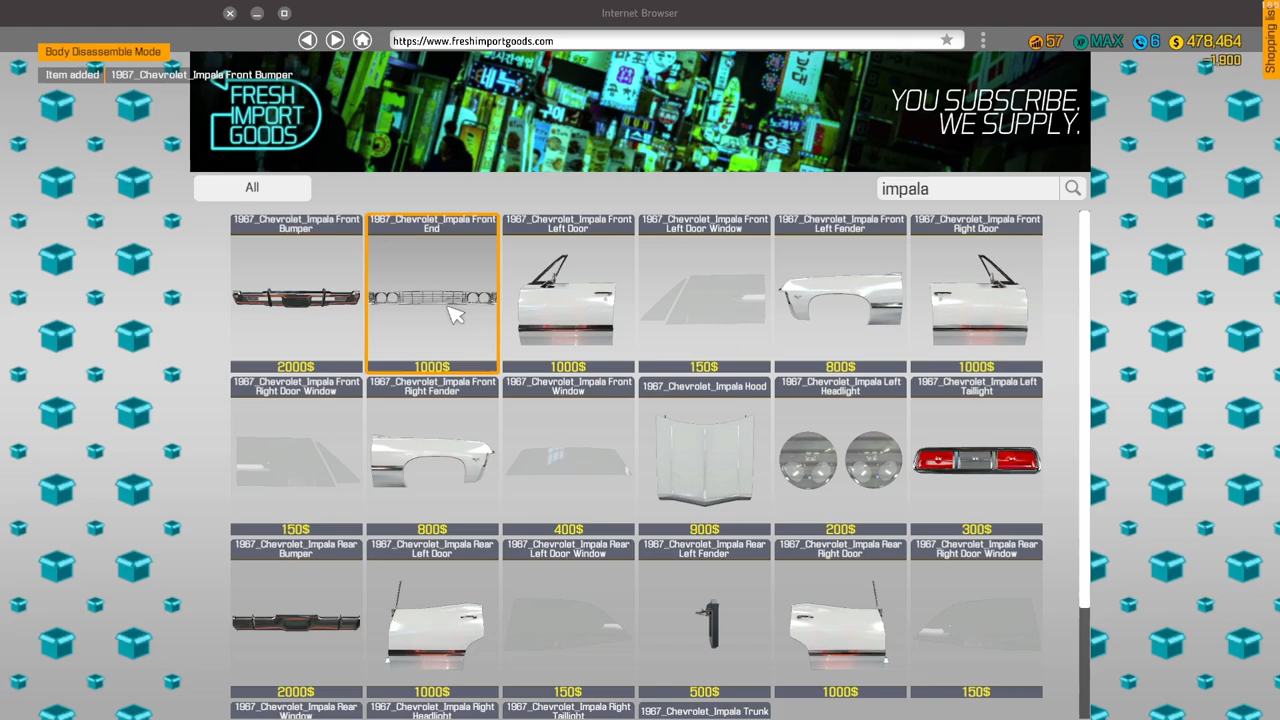 Internet Browser
https://www.freshimportgoods.com
57
MAX
6
478,464
-1,900
Shopping list
Body Disassemble Mode
Item added
1967_Chevrolet_Impala Front Bumper
FRESH
IMPORT
GOODS
YOU SUBSCRIBE.
WE SUPPLY.
All
impala
1967_Chevrolet_Impala Front
Bumper
2000$
1967_Chevrolet_Impala Front
End
1000$
1967_Chevrolet_Impala Front
Left Door
1000$
1967_Chevrolet_Impala Front
Left Door Window
150$
1967_Chevrolet_Impala Front
Left Fender
800$
1967_Chevrolet_Impala Front
Right Door
1000$
1967_Chevrolet_Impala Front
Right Door Window
150$
1967_Chevrolet_Impala Front
Right Fender
800$
1967_Chevrolet_Impala Front
Window
400$
1967_Chevrolet_Impala Hood
900$
1967_Chevrolet_Impala Left
Headlight
200$
1967_Chevrolet_Impala Left
Taillight
300$
1967_Chevrolet_Impala Rear
Bumper
2000$
1967_Chevrolet_Impala Rear
Left Door
1000$
1967_Chevrolet_Impala Rear
Left Door Window
150$
1967_Chevrolet_Impala Rear
Left Fender
500$
1967_Chevrolet_Impala Rear
Right Door
1000$
1967_Chevrolet_Impala Rear
Right Door Window
150$
1967_Chevrolet_Impala Rear
Window
1967_Chevrolet_Impala Right
Headlight
1967_Chevrolet_Impala Right
Taillight
1967_Chevrolet_Impala Trunk